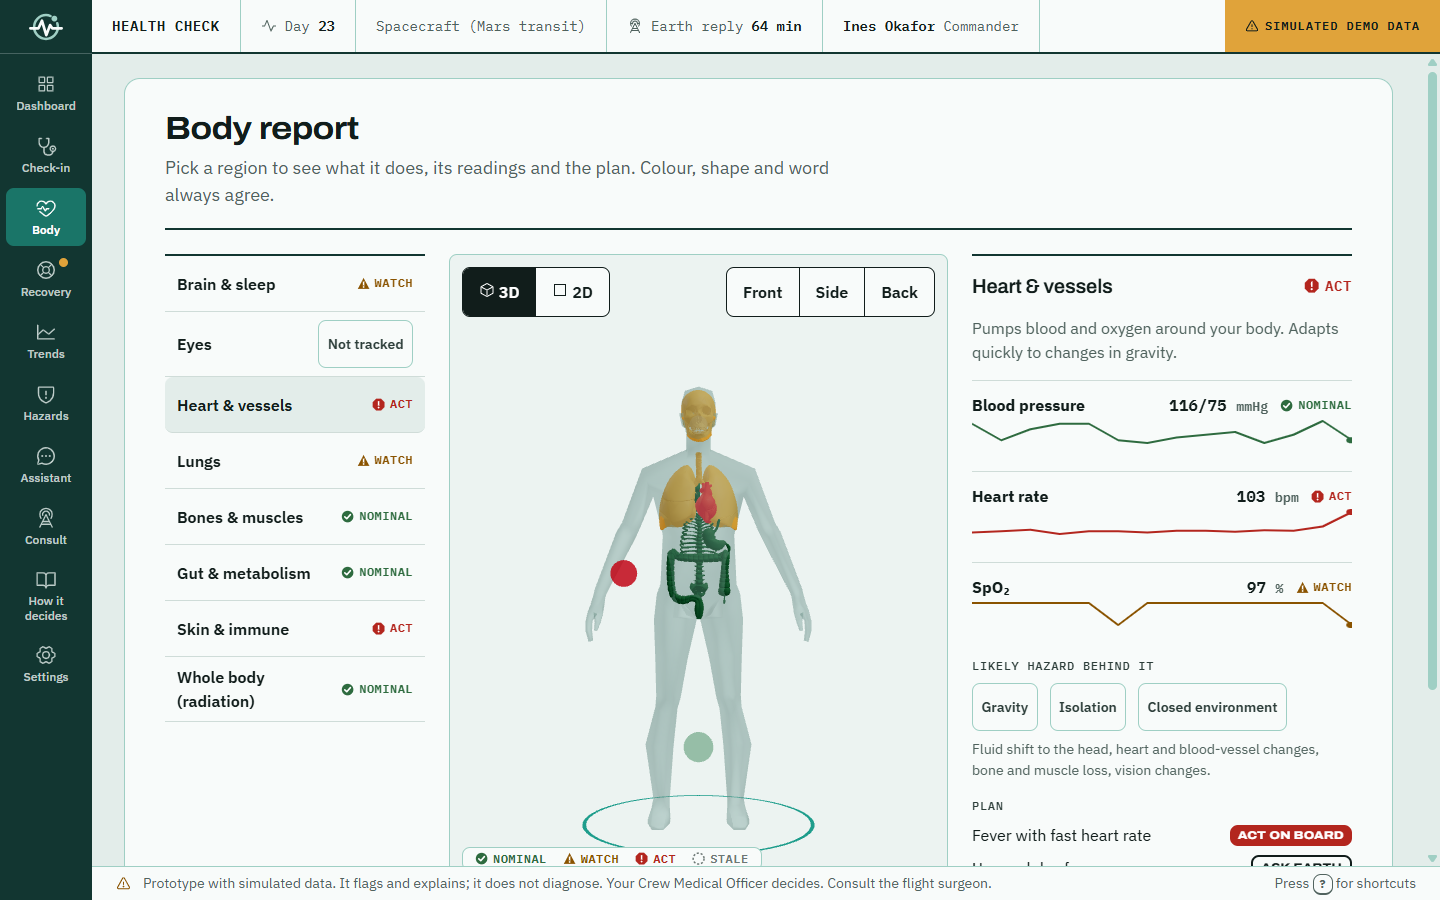 HEALTH CHECK
Day 23
Spacecraft (Mars transit)
Earth reply 64 min
Ines Okafor Commander
SIMULATED DEMO DATA
Dashboard
Check-in
Body
Recovery
Trends
Hazards
Assistant
Consult
How it
decides
Settings
Body report
Pick a region to see what it does, its readings and the plan. Colour, shape and word
always agree.
Brain & sleep WATCH
Eyes Not tracked
Heart & vessels ACT
Lungs WATCH
Bones & muscles NOMINAL
Gut & metabolism NOMINAL
Skin & immune ACT
Whole body
(radiation) NOMINAL
3D 2D
Front Side Back
NOMINAL WATCH ACT STALE
Heart & vessels ACT
Pumps blood and oxygen around your body. Adapts
quickly to changes in gravity.
Blood pressure 116/75 mmHg NOMINAL
Heart rate 103 bpm ACT
SpO₂ 97 % WATCH
LIKELY HAZARD BEHIND IT
Gravity Isolation Closed environment
Fluid shift to the head, heart and blood-vessel changes,
bone and muscle loss, vision changes.
PLAN
Fever with fast heart rate ACT ON BOARD
ASK EARTH
Prototype with simulated data. It flags and explains; it does not diagnose. Your Crew Medical Officer decides. Consult the flight surgeon.
Press ? for shortcuts